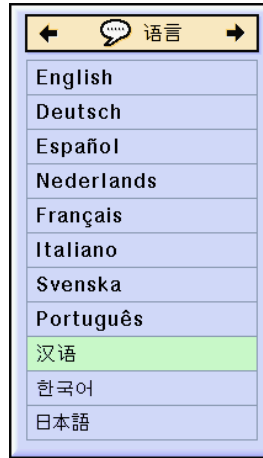 语言
English
Deutsch
Español
Nederlands
Français
Italiano
Svenska
Português
汉语
한국어
日本語